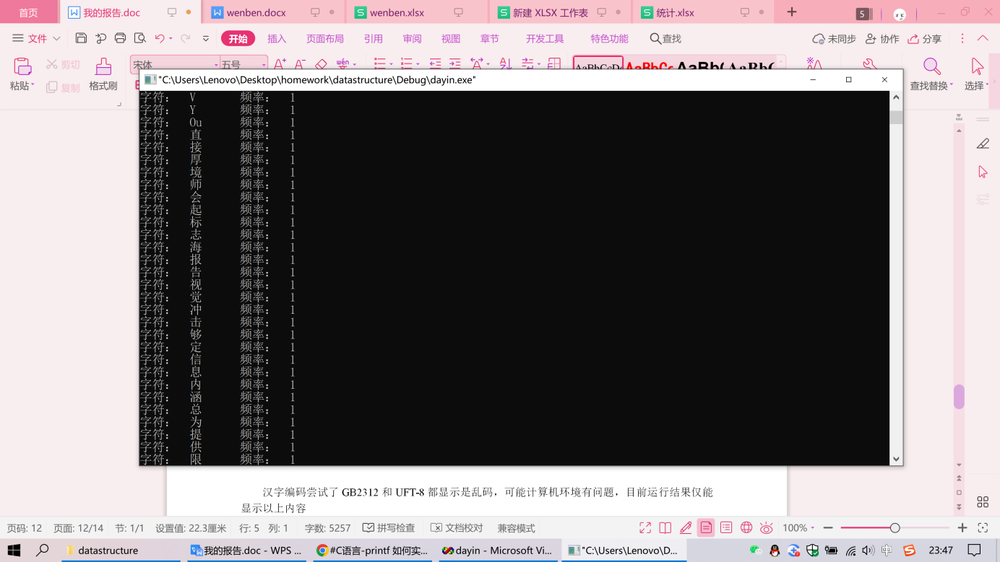 首页 我的报告.doc wenben.docx wenben.xlsx 新建 XLSX 工作表 统计.xlsx 5
文件 开始 插入 页面布局 引用 审阅 视图 章节 开发工具 特色功能 查找 未同步 协作 分享
粘贴 剪切 复制 格式刷 宋体 五号 wén 查找替换 选择
"C:\Users\Lenovo\Desktop\homework\datastructure\Debug\dayin.exe"
字符： V 频率： 1
字符： Y 频率： 1
字符： Ou 频率： 1
字符： 直 频率： 1
字符： 接 频率： 1
字符： 厚 频率： 1
字符： 境 频率： 1
字符： 师 频率： 1
字符： 会 频率： 1
字符： 起 频率： 1
字符： 标 频率： 1
字符： 志 频率： 1
字符： 海 频率： 1
字符： 报 频率： 1
字符： 告 频率： 1
字符： 视 频率： 1
字符： 觉 频率： 1
字符： 冲 频率： 1
字符： 击 频率： 1
字符： 够 频率： 1
字符： 定 频率： 1
字符： 信 频率： 1
字符： 息 频率： 1
字符： 内 频率： 1
字符： 涵 频率： 1
字符： 总 频率： 1
字符： 为 频率： 1
字符： 提 频率： 1
字符： 供 频率： 1
字符： 限 频率： 1
汉字编码尝试了 GB2312 和 UFT-8 都显示是乱码，可能计算机环境有问题，目前运行结果仅能
显示以上内容
页码: 12 页面: 12/14 节: 1/1 设置值: 22.3厘米 行: 5 列: 1 字数: 5257 拼写检查 文档校对 兼容模式 100%
datastructure 我的报告.doc - WPS ... #C语言-printf 如何实... dayin - Microsoft Vi... "C:\Users\Lenovo\D... 中 23:47